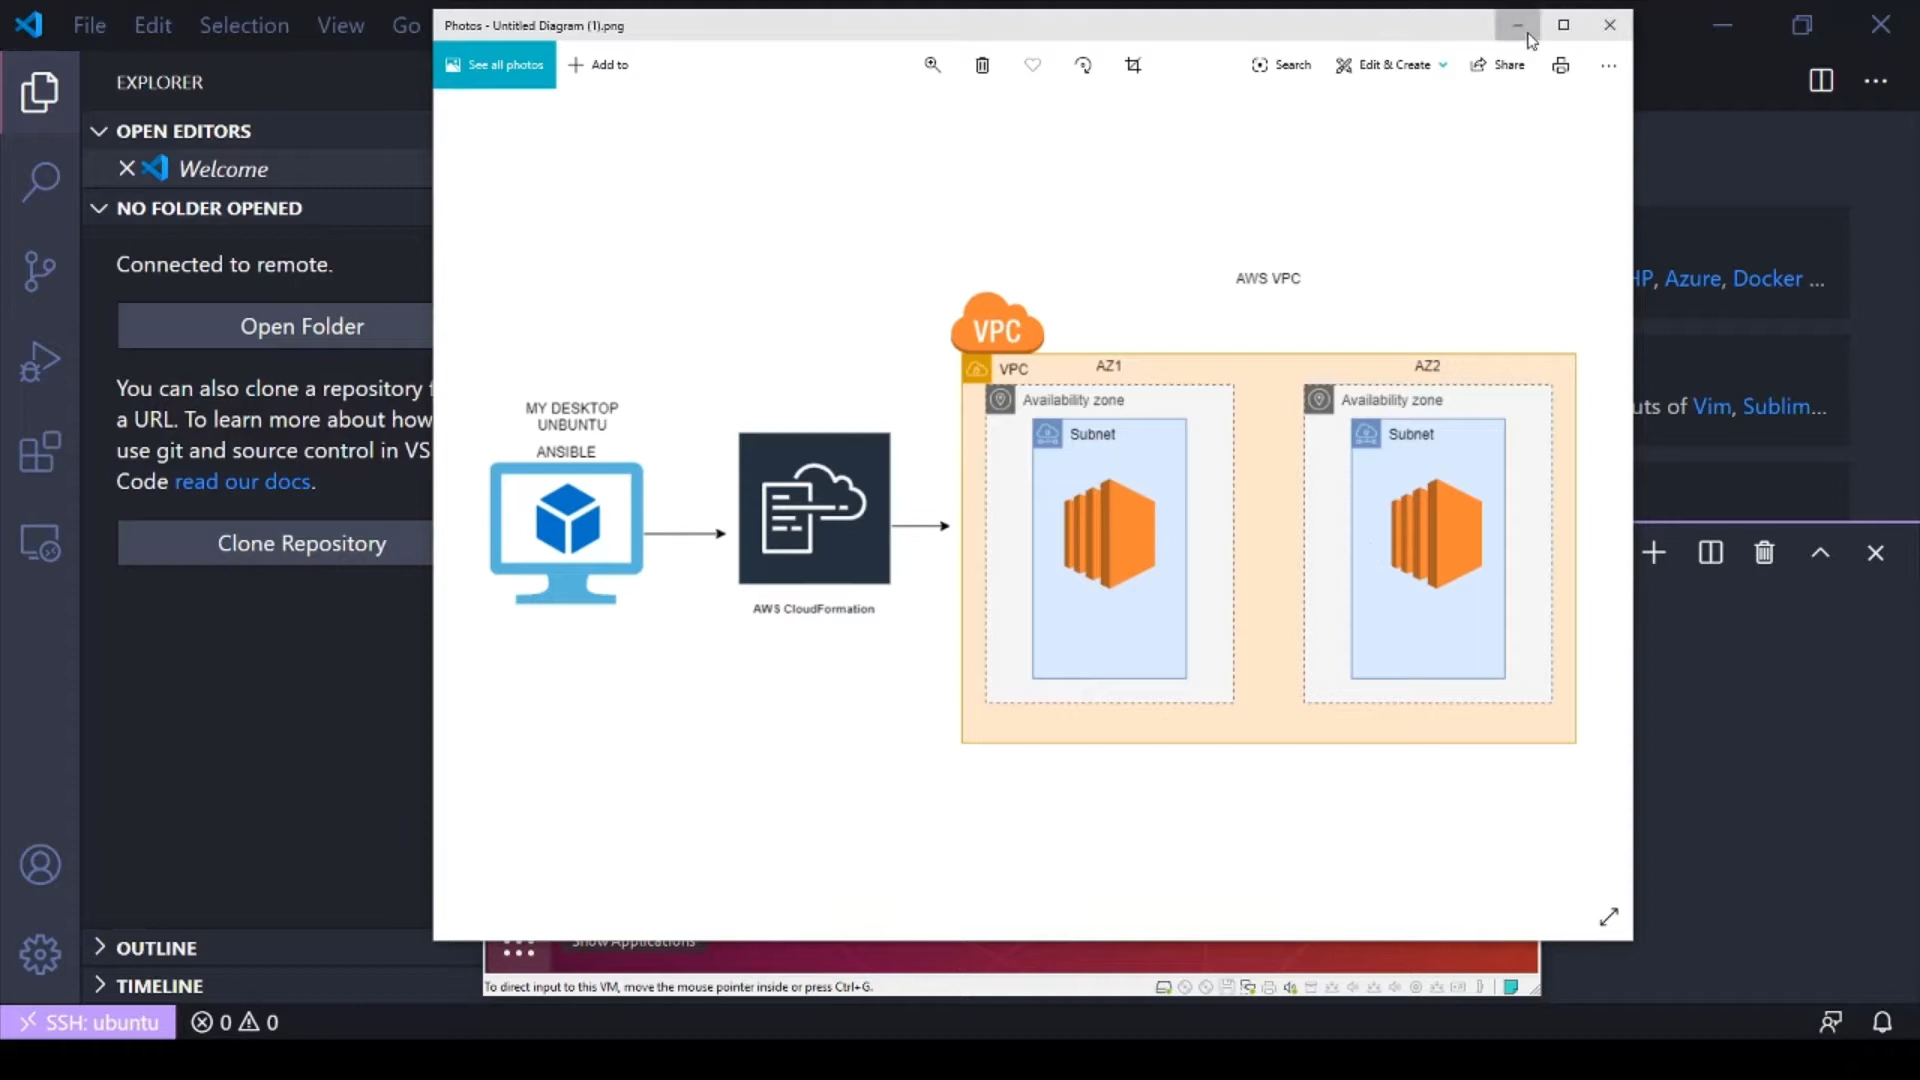 File Edit Selection View Go
Photos - Untitled Diagram (1).png
See all photos
Add to
Search
Edit & Create
Share
EXPLORER
OPEN EDITORS
Welcome
NO FOLDER OPENED
Connected to remote.
Open Folder
You can also clone a repository
a URL. To learn more about how
use git and source control in VS
Code read our docs.
Clone Repository
OUTLINE
TIMELINE
SSH: ubuntu
0 0
AWS VPC
VPC
VPC
AZ1
AZ2
Availability zone
Availability zone
Subnet
Subnet
MY DESKTOP
UNBUNTU
ANSIBLE
AWS CloudFormation
HP, Azure, Docker ...
uts of Vim, Sublim...
Show Applications
To direct input to this VM, move the mouse pointer inside or press Ctrl+G.